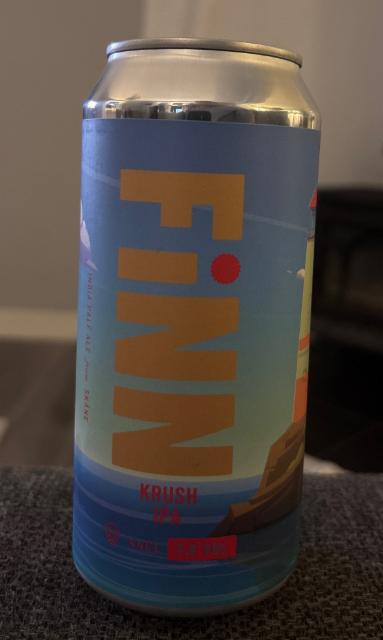 FiNN
KRUSH
IPA
INDIA PALE ALE from SKÅNE